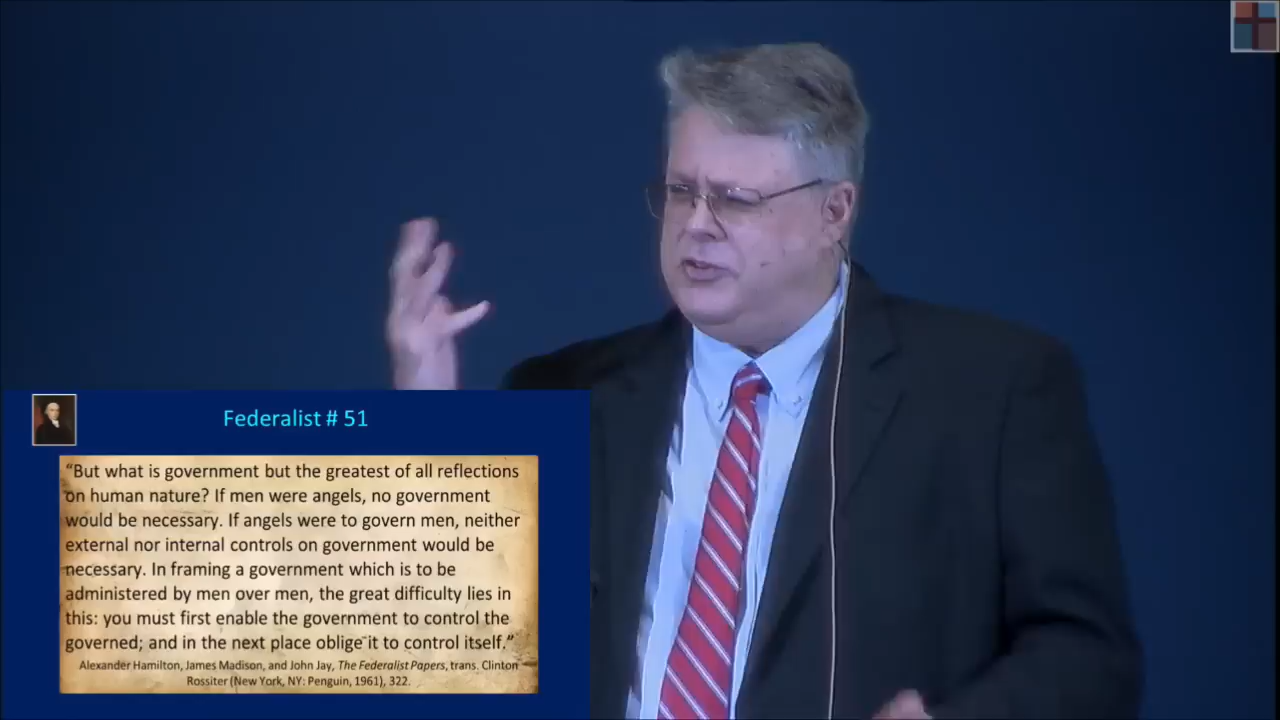 Federalist # 51
“But what is government but the greatest of all reflections
on human nature? If men were angels, no government
would be necessary. If angels were to govern men, neither
external nor internal controls on government would be
necessary. In framing a government which is to be
administered by men over men, the great difficulty lies in
this: you must first enable the government to control the
governed; and in the next place oblige it to control itself.”
Alexander Hamilton, James Madison, and John Jay, The Federalist Papers, trans. Clinton
Rossiter (New York, NY: Penguin, 1961), 322.